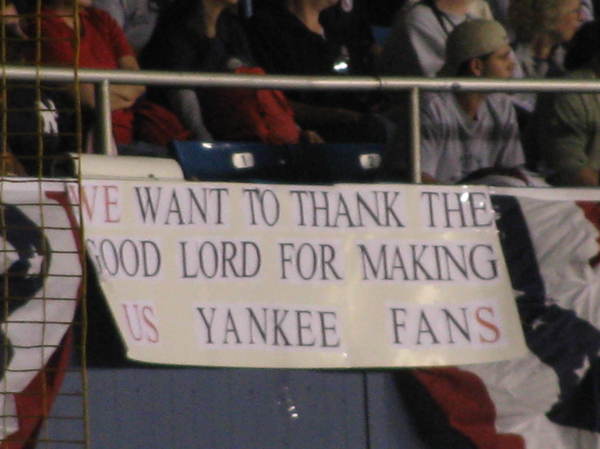 WE WANT TO THANK THE
GOOD LORD FOR MAKING
US YANKEE FANS